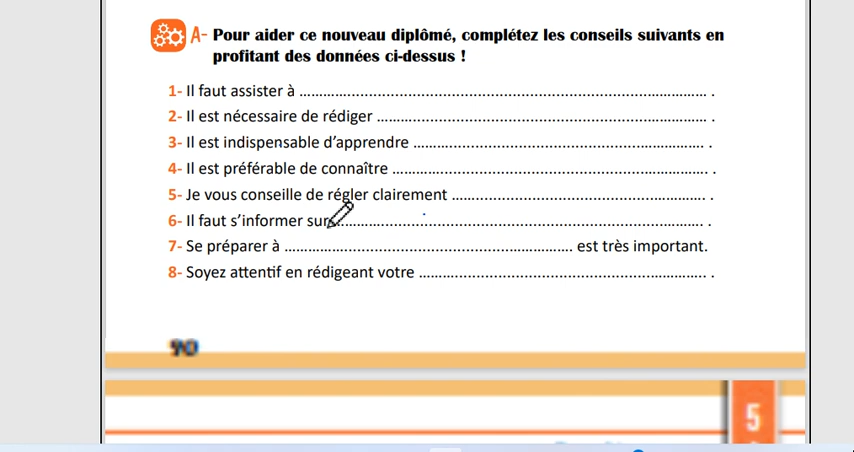 A- Pour aider ce nouveau diplômé, complétez les conseils suivants en
profitant des données ci-dessus !
1- Il faut assister à ........................................................................................ .
2- Il est nécessaire de rédiger ...................................................................... .
3- Il est indispensable d'apprendre ............................................................. .
4- Il est préférable de connaître .................................................................. .
5- Je vous conseille de régler clairement ..................................................... .
6- Il faut s'informer sur ............................................................................... .
7- Se préparer à ............................................................ est très important.
8- Soyez attentif en rédigeant votre ............................................................ .
90
5